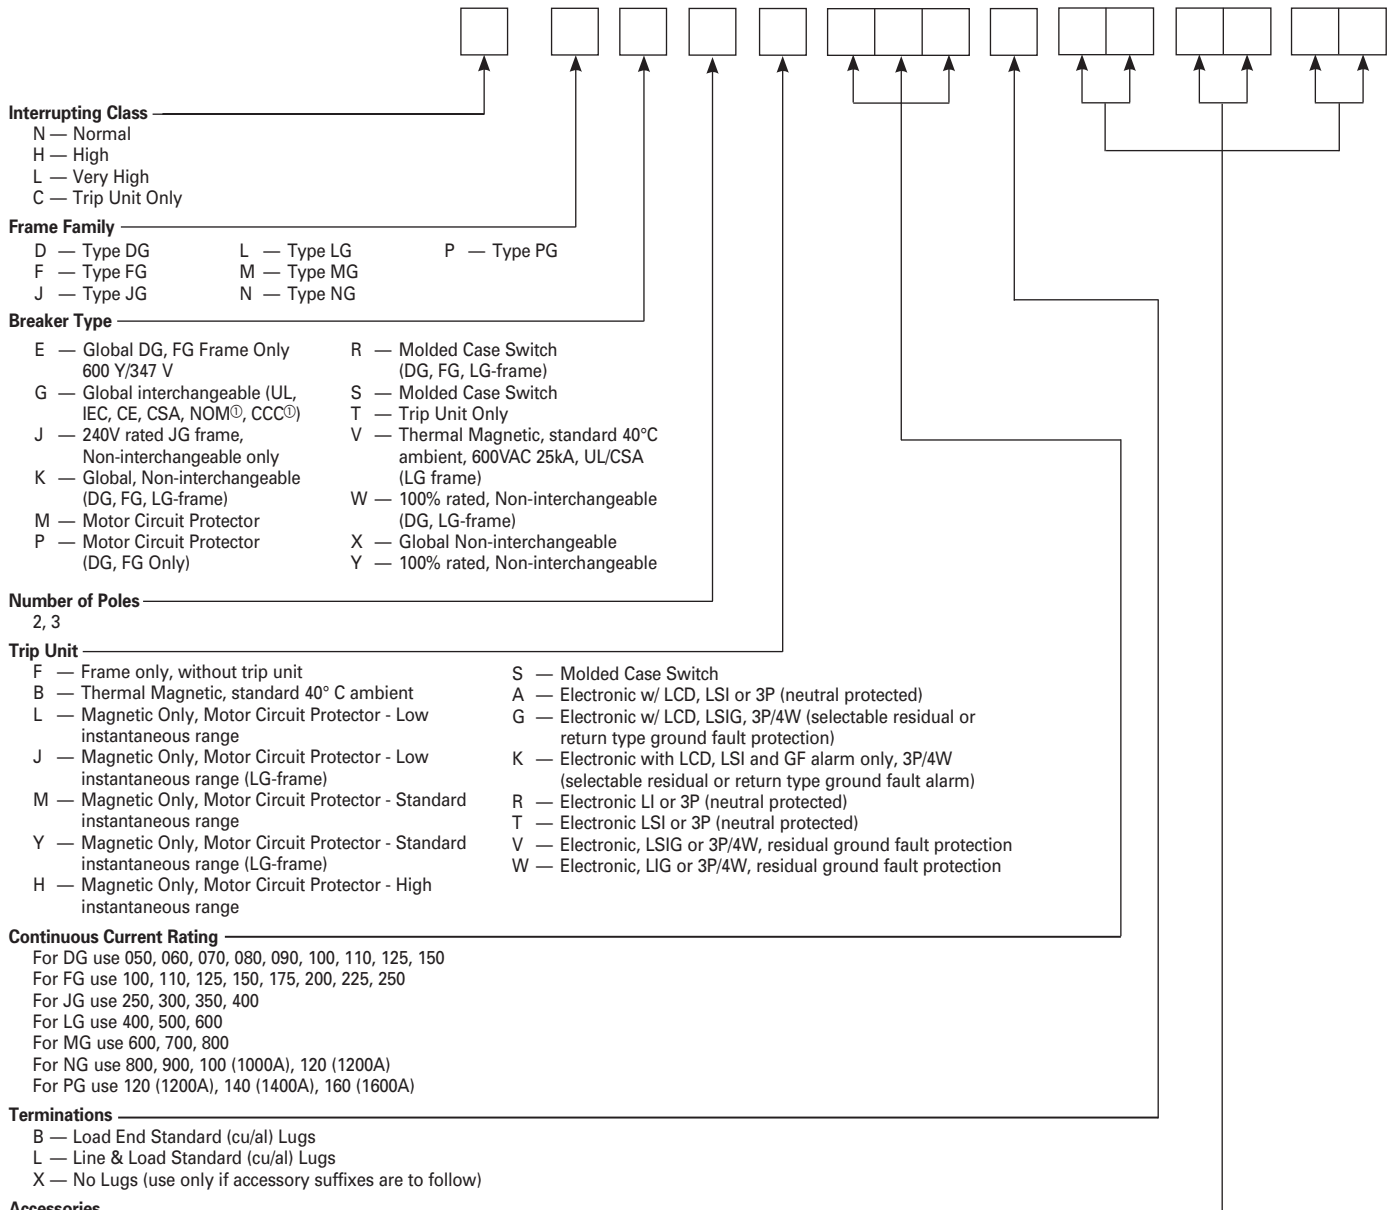 Interrupting Class
N — Normal
H — High
L — Very High
C — Trip Unit Only
Frame Family
D — Type DG
F — Type FG
J — Type JG
L — Type LG
M — Type MG
N — Type NG
P — Type PG
Breaker Type
E — Global DG, FG Frame Only
600 Y/347 V
G — Global interchangeable (UL,
IEC, CE, CSA, NOM①, CCC①)
J — 240V rated JG frame,
Non-interchangeable only
K — Global, Non-interchangeable
(DG, FG, LG-frame)
M — Motor Circuit Protector
P — Motor Circuit Protector
(DG, FG Only)
R — Molded Case Switch
(DG, FG, LG-frame)
S — Molded Case Switch
T — Trip Unit Only
V — Thermal Magnetic, standard 40°C
ambient, 600VAC 25kA, UL/CSA
(LG frame)
W — 100% rated, Non-interchangeable
(DG, LG-frame)
X — Global Non-interchangeable
Y — 100% rated, Non-interchangeable
Number of Poles
2, 3
Trip Unit
F — Frame only, without trip unit
B — Thermal Magnetic, standard 40° C ambient
L — Magnetic Only, Motor Circuit Protector - Low
instantaneous range
J — Magnetic Only, Motor Circuit Protector - Low
instantaneous range (LG-frame)
M — Magnetic Only, Motor Circuit Protector - Standard
instantaneous range
Y — Magnetic Only, Motor Circuit Protector - Standard
instantaneous range (LG-frame)
H — Magnetic Only, Motor Circuit Protector - High
instantaneous range
S — Molded Case Switch
A — Electronic w/ LCD, LSI or 3P (neutral protected)
G — Electronic w/ LCD, LSIG, 3P/4W (selectable residual or
return type ground fault protection)
K — Electronic with LCD, LSI and GF alarm only, 3P/4W
(selectable residual or return type ground fault alarm)
R — Electronic LI or 3P (neutral protected)
T — Electronic LSI or 3P (neutral protected)
V — Electronic, LSIG or 3P/4W, residual ground fault protection
W — Electronic, LIG or 3P/4W, residual ground fault protection
Continuous Current Rating
For DG use 050, 060, 070, 080, 090, 100, 110, 125, 150
For FG use 100, 110, 125, 150, 175, 200, 225, 250
For JG use 250, 300, 350, 400
For LG use 400, 500, 600
For MG use 600, 700, 800
For NG use 800, 900, 100 (1000A), 120 (1200A)
For PG use 120 (1200A), 140 (1400A), 160 (1600A)
Terminations
B — Load End Standard (cu/al) Lugs
L — Line & Load Standard (cu/al) Lugs
X — No Lugs (use only if accessory suffixes are to follow)
Accessories